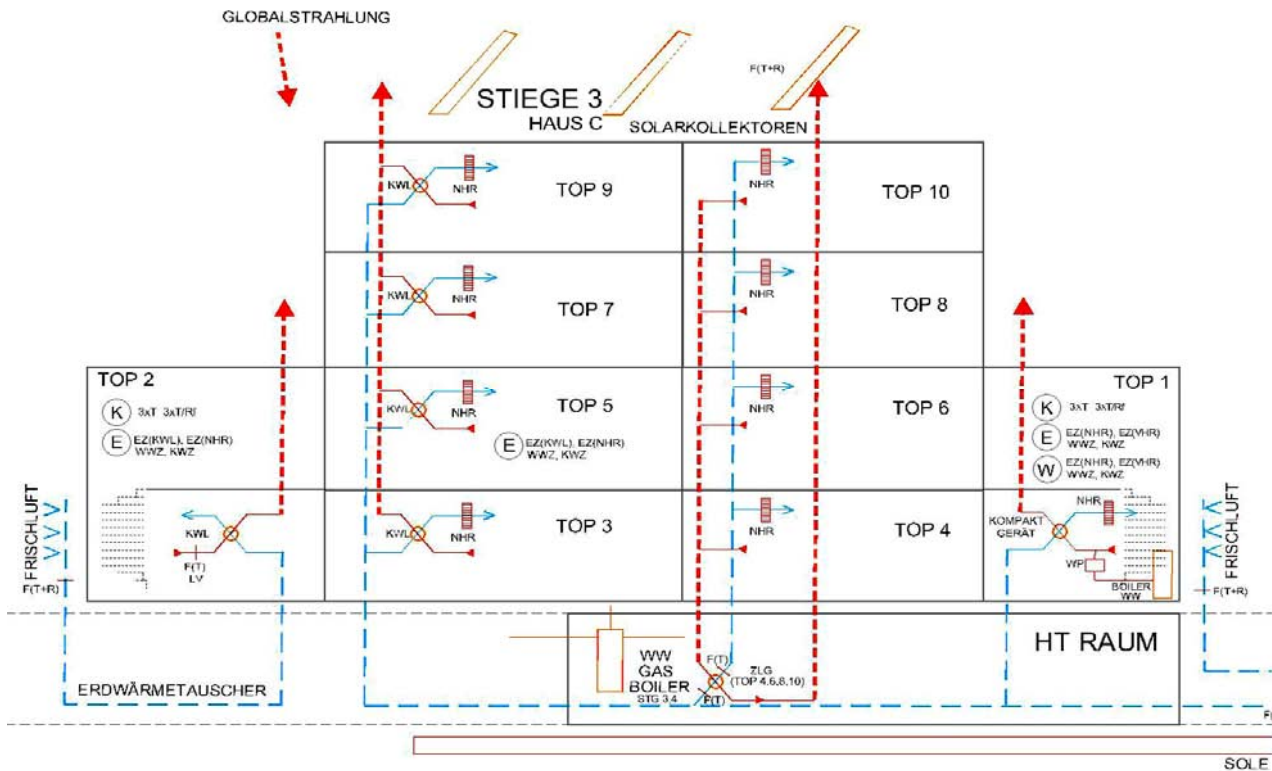 GLOBALSTRAHLUNG
F(T+R)
STIEGE 3
HAUS C
SOLARKOLLEKTOREN
KWL
NHR
TOP 9
NHR
TOP 10
KWL
NHR
TOP 7
NHR
TOP 8
TOP 2
K 3xT 3xT/Rf
E EZ(KWL), EZ(NHR)
WWZ, KWZ
KWL
NHR
TOP 5
E EZ(KWL), EZ(NHR)
WWZ, KWZ
NHR
TOP 6
TOP 1
K 3xT 3xT/Rf
E EZ(NHR), EZ(VHR)
WWZ, KWZ
W EZ(NHR), EZ(VHR)
WWZ, KWZ
FRISCHLUFT
F(T+R)
KWL
F(T)
LV
KWL
NHR
TOP 3
NHR
TOP 4
KOMPAKT
GERÄT
NHR
WP
BOILER
WW
FRISCHLUFT
F(T+R)
ERDWÄRMETAUSCHER
WW
GAS
BOILER
STG 3,4
F(T)
F(T)
ZLG
(TOP 4,6,8,10)
HT RAUM
SOLE